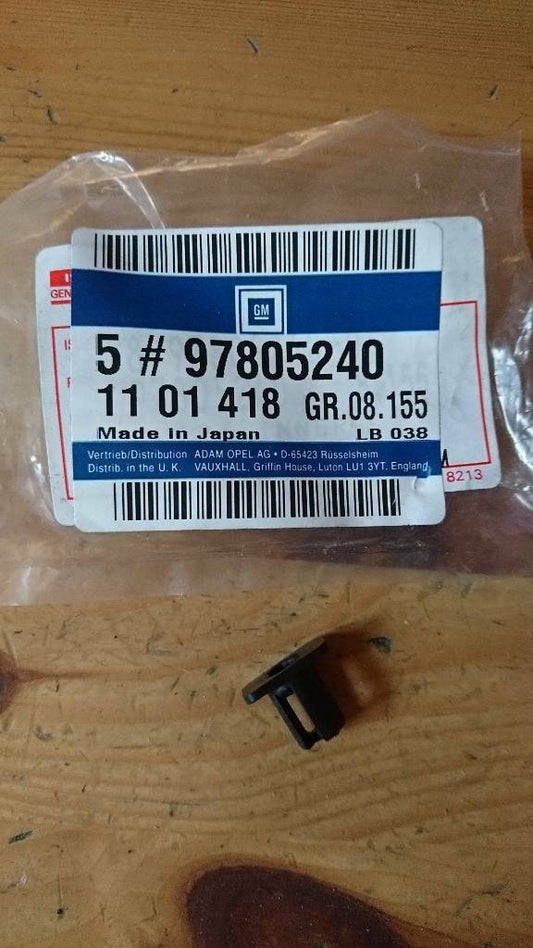 GM
5 # 97805240
11 01 418 GR.08.155
Made in Japan LB 038
Vertrieb/Distribution ADAM OPEL AG • D-65423 Rüsselsheim
Distrib. in the U. K. VAUXHALL, Griffin House, Luton LU1 3YT. England
8213